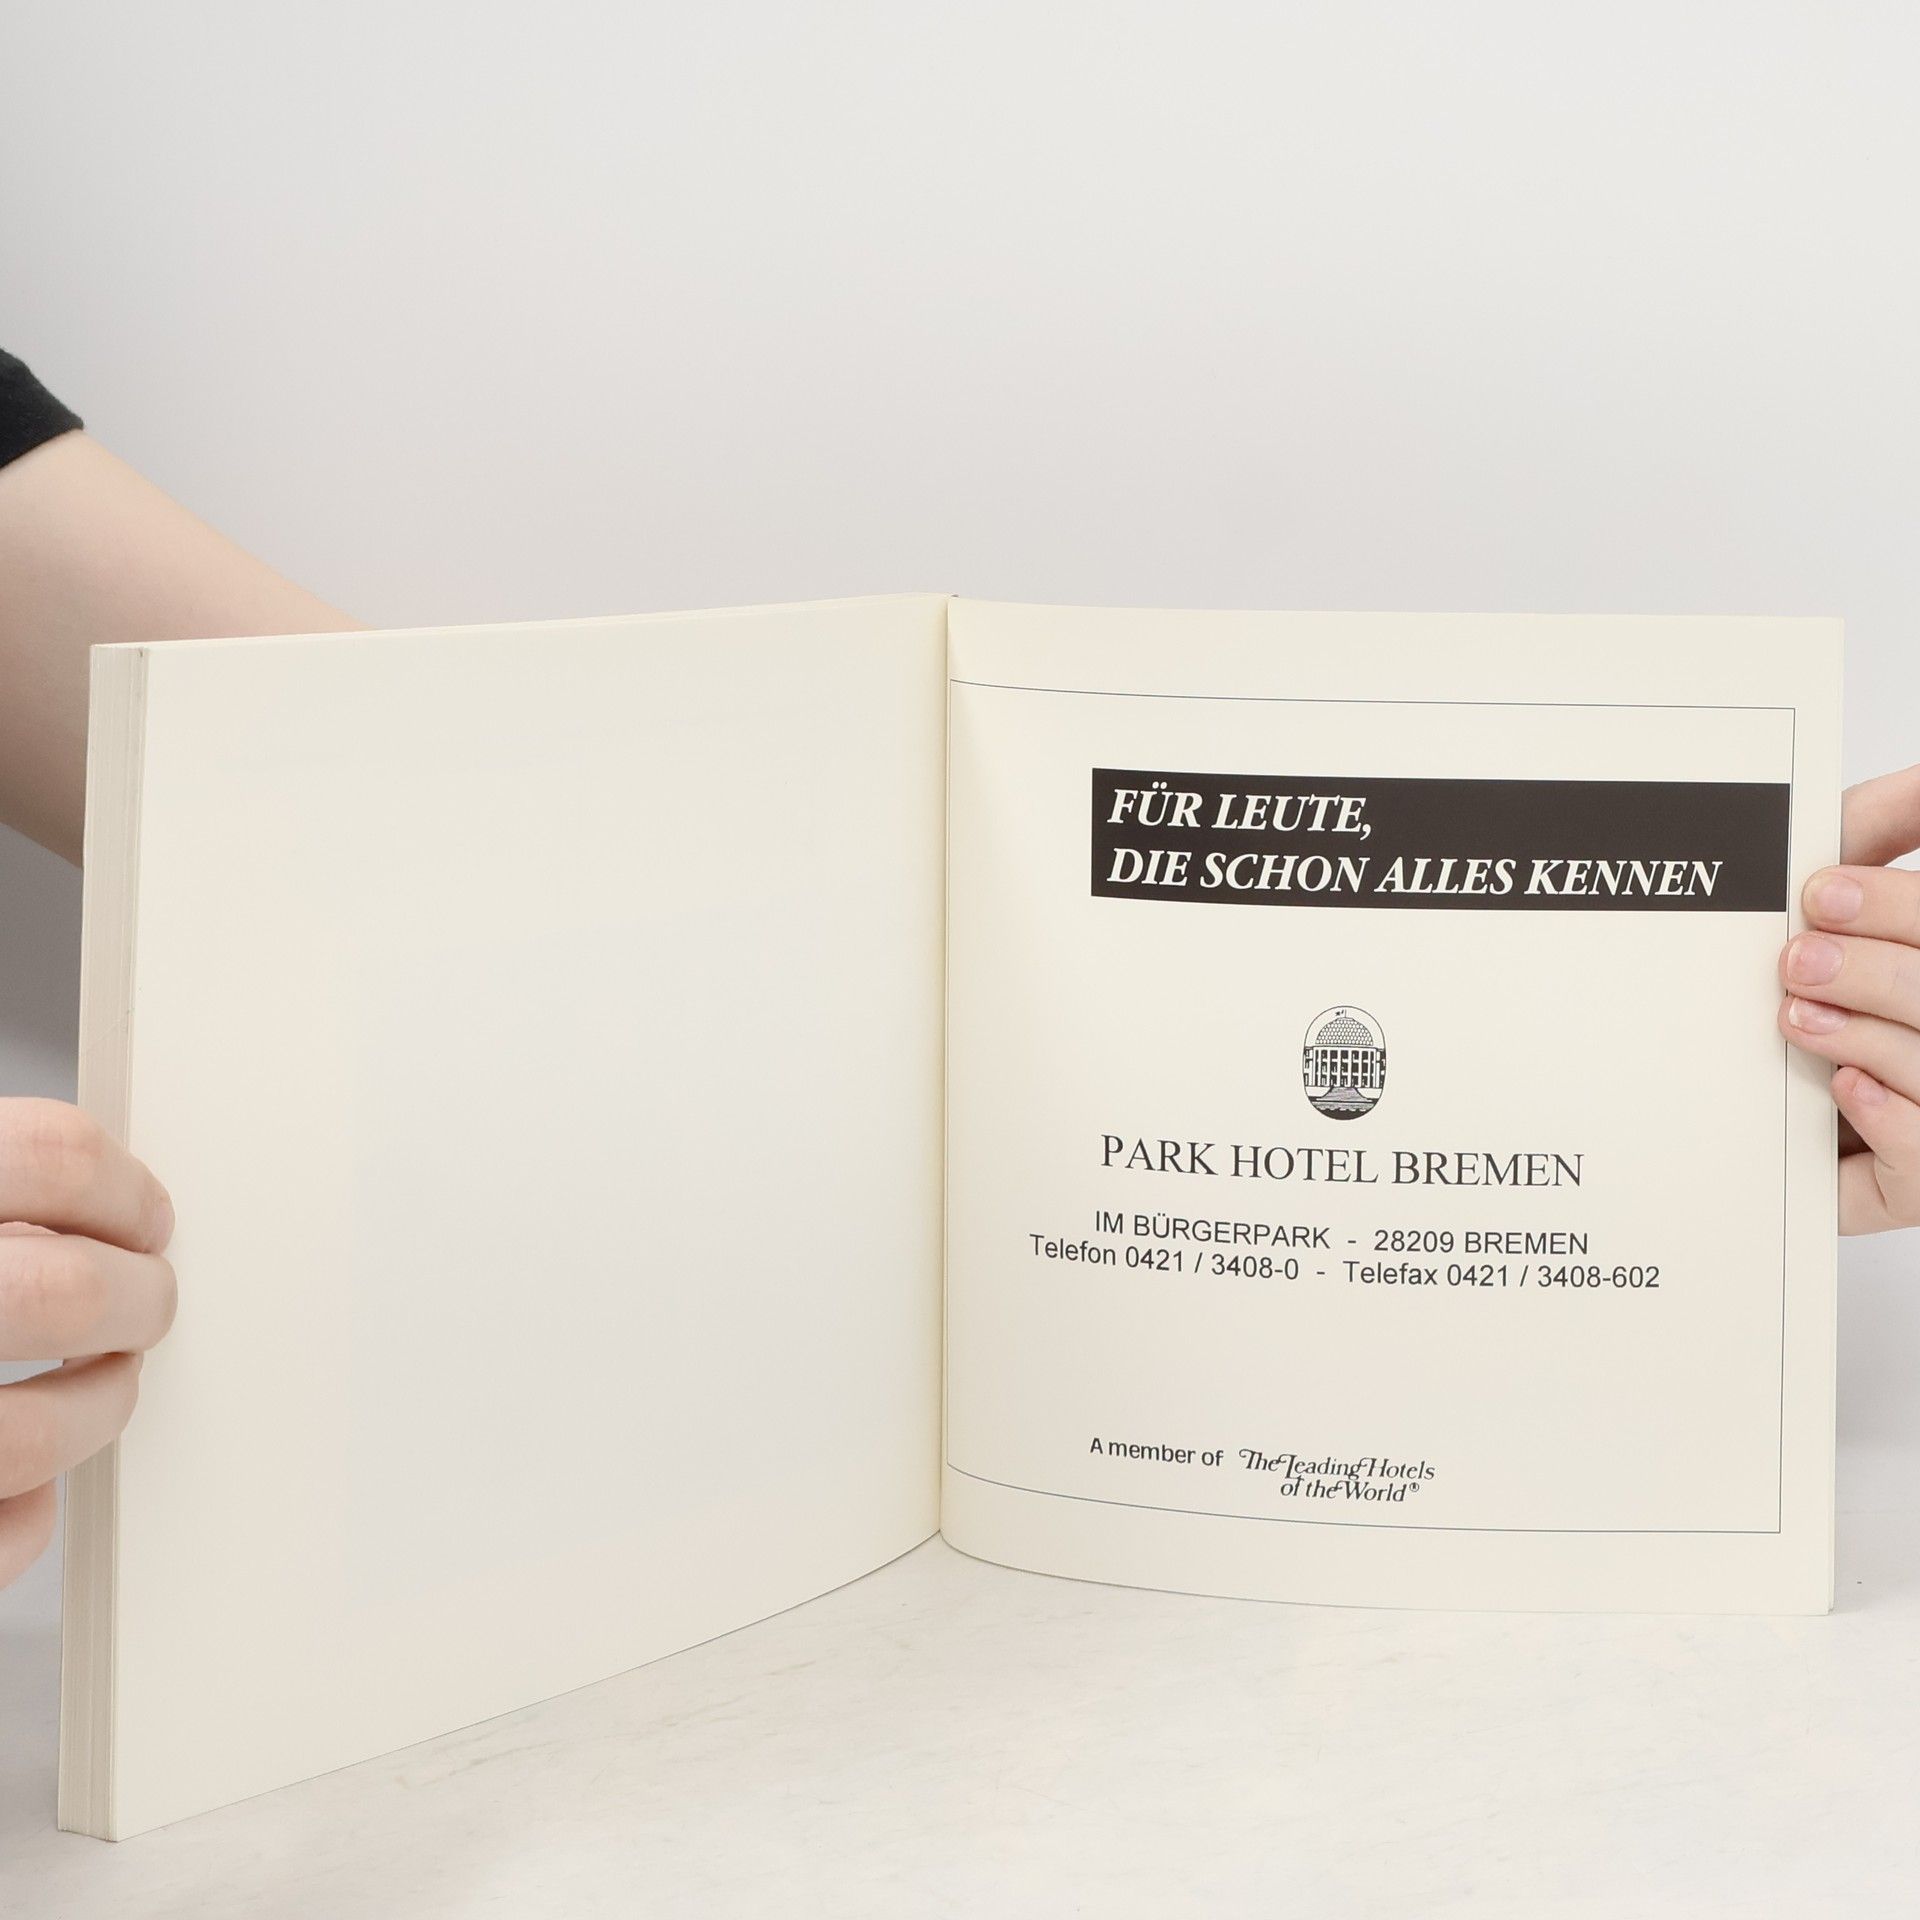 FÜR LEUTE,
DIE SCHON ALLES KENNEN
PARK HOTEL BREMEN
IM BÜRGERPARK - 28209 BREMEN
Telefon 0421 / 3408-0 - Telefax 0421 / 3408-602
A member of The Leading Hotels
of the World®